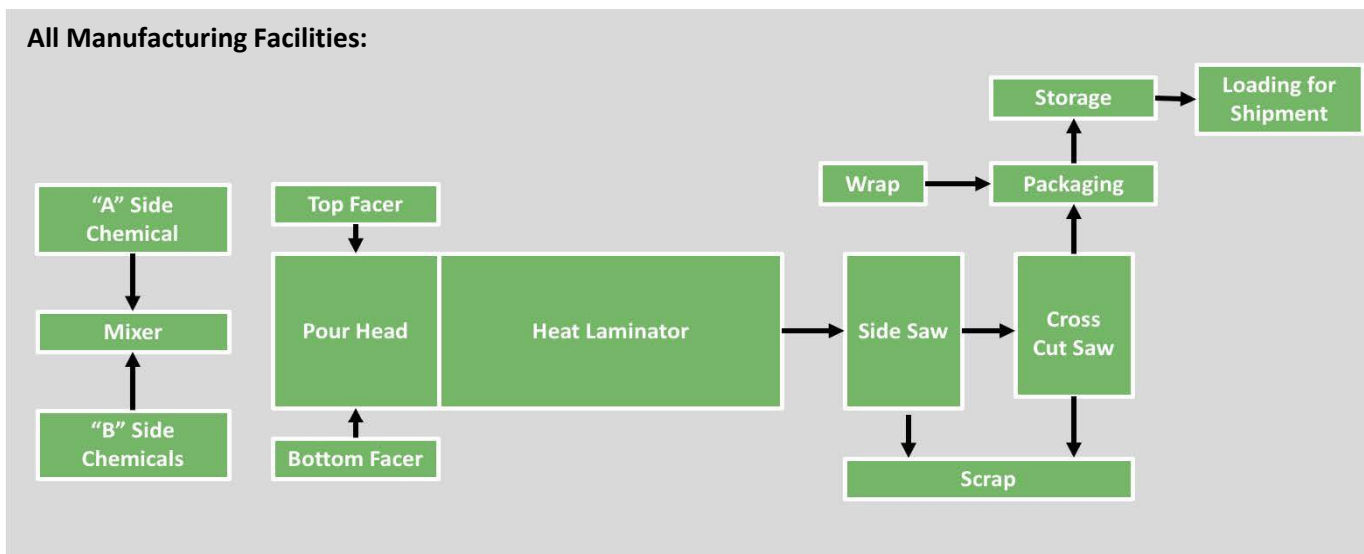 All Manufacturing Facilities:
Storage
Loading for
Shipment
Wrap
Packaging
"A" Side
Chemical
Top Facer
Mixer
Pour Head
Heat Laminator
Side Saw
Cross
Cut Saw
"B" Side
Chemicals
Bottom Facer
Scrap